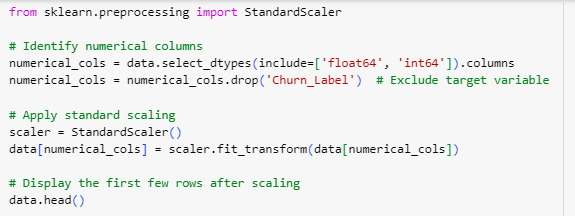 from sklearn.preprocessing import StandardScaler
# Identify numerical columns
numerical_cols = data.select_dtypes(include=['float64', 'int64']).columns
numerical_cols = numerical_cols.drop('Churn_Label')  # Exclude target variable
# Apply standard scaling
scaler = StandardScaler()
data[numerical_cols] = scaler.fit_transform(data[numerical_cols])
# Display the first few rows after scaling
data.head()